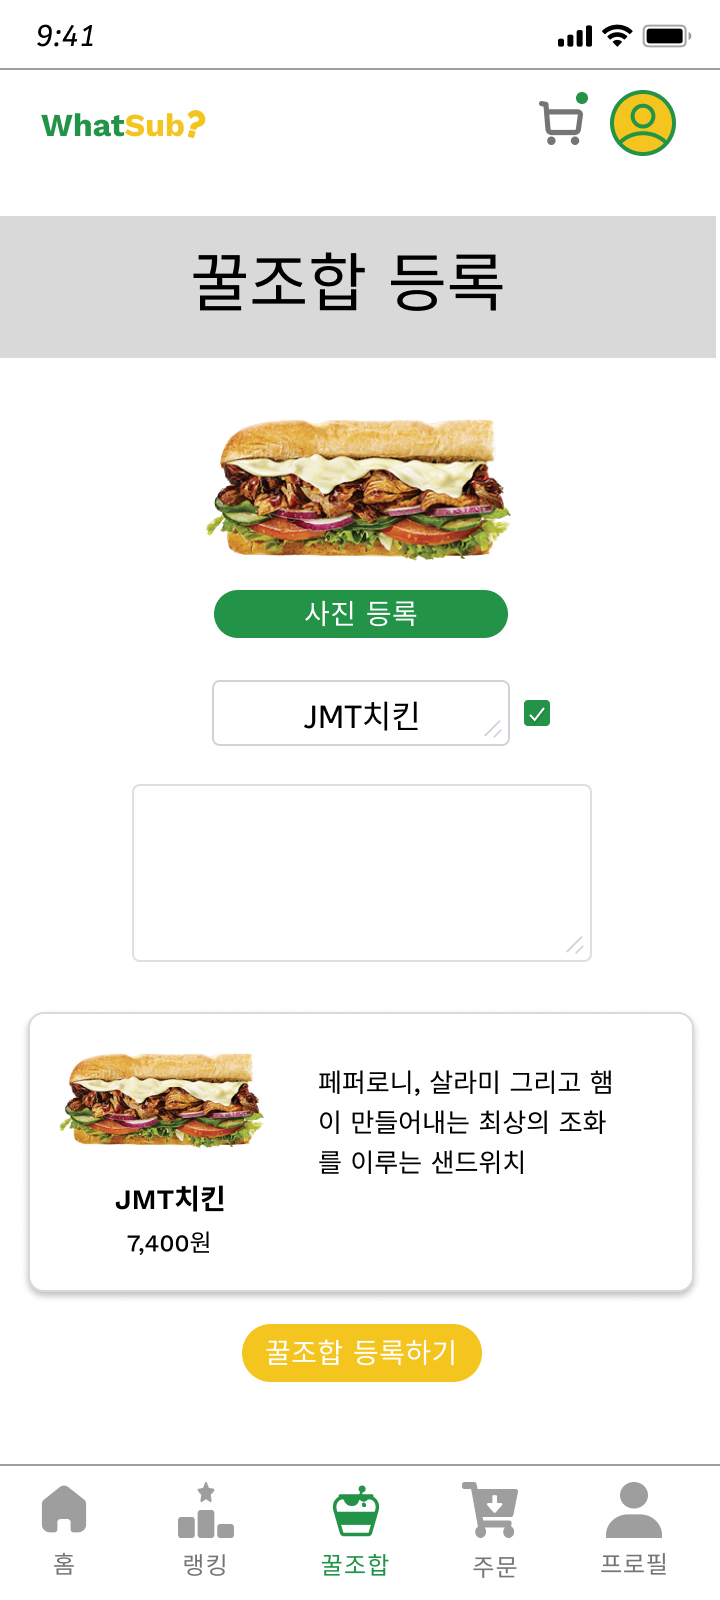 9:41
WhatSub?
꿀조합 등록
사진 등록
JMT치킨
페퍼로니, 살라미 그리고 햄
이 만들어내는 최상의 조화
를 이루는 샌드위치
JMT치킨
7,400원
꿀조합 등록하기
홈
랭킹
꿀조합
주문
프로필